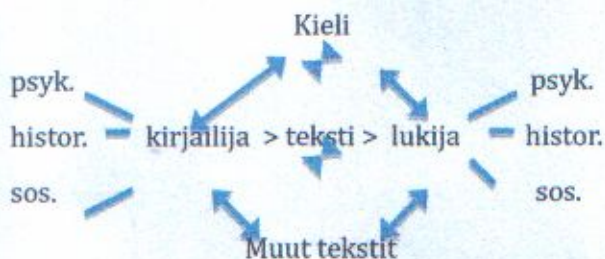 Kieli
psyk. psyk.
histor. kirjailija > teksti > lukija histor.
sos. sos.
Muut tekstit